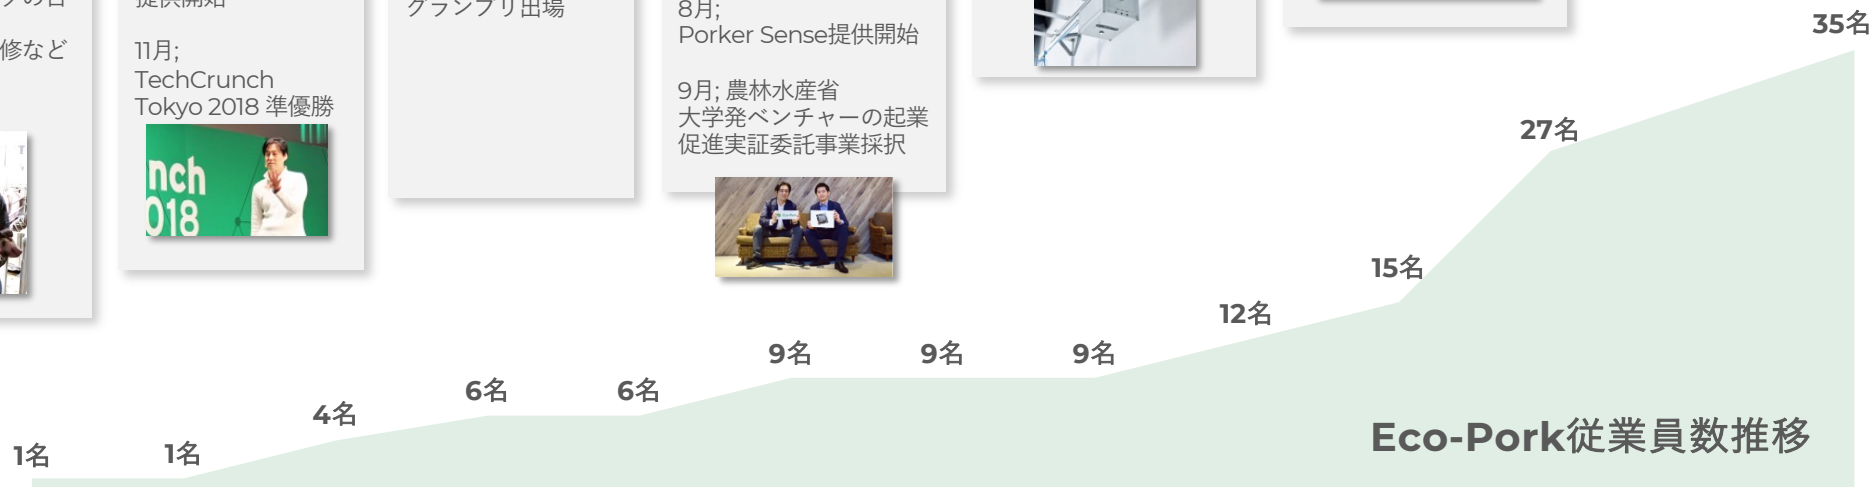 修など
11月;
TechCrunch
Tokyo 2018 準優勝
nch
018
グランプリ出場
8月;
Porker Sense提供開始
9月; 農林水産省
大学発ベンチャーの起業
促進実証委託事業採択
1名
1名
4名
6名
6名
9名
9名
9名
12名
15名
27名
35名
Eco-Pork従業員数推移